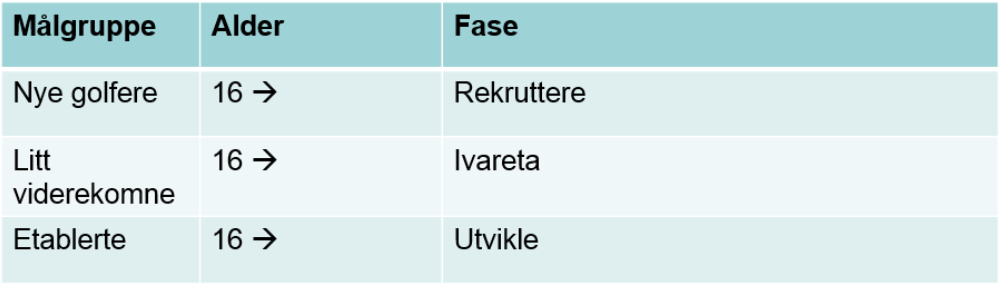 Målgruppe Alder Fase
Nye golfere 16 → Rekruttere
Litt 16 → Ivareta
viderekomne
Etablerte 16 → Utvikle